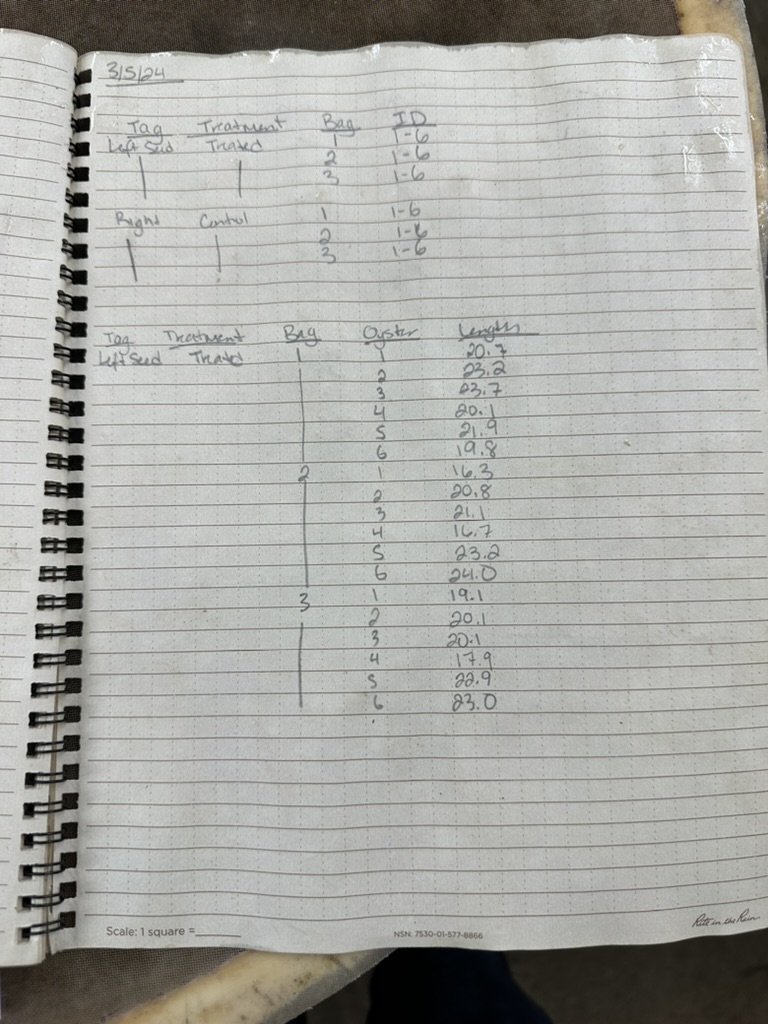 3/5/24
Tag Treatment Bag ID
Left Seed Treated 1 1-6
2 1-6
3 1-6
Right Control 1 1-6
2 1-6
3 1-6
Tag Treatment Bag Oyster Length
Left Seed Treated 1 1 20.7
2 23.2
3 23.7
4 20.1
5 21.9
6 19.8
2 1 16.3
2 20.8
3 21.1
4 16.7
5 23.2
6 24.0
3 1 19.1
2 20.1
3 20.1
4 17.9
5 22.9
6 23.0
Scale: 1 square =______
NSN: 7530-01-577-8866
Rite in the Rain